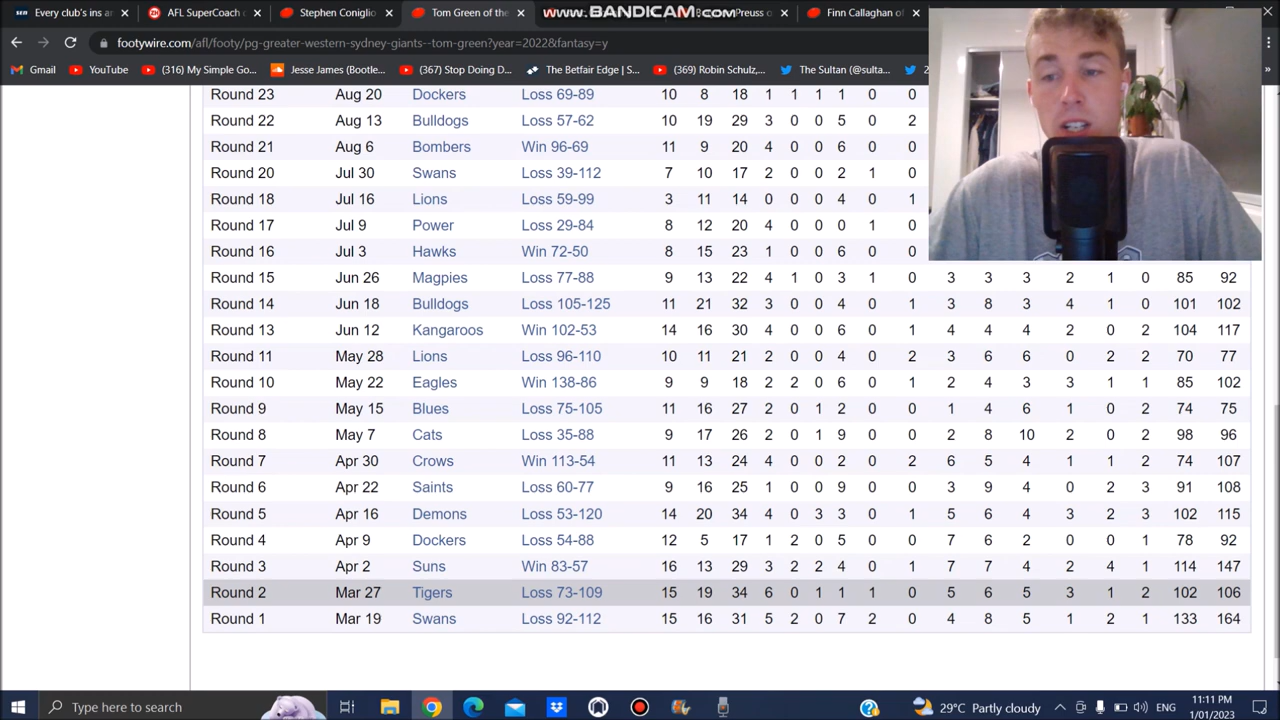 Every club's ins ar
AFL SuperCoach
Stephen Coniglio
Tom Green of the
www.BANDICAM.com
Preuss o
Finn Callaghan of
footywire.com/afl/footy/pg-greater-western-sydney-giants--tom-green?year=2022&fantasy=y
Gmail YouTube (316) My Simple Go... Jesse James (Bootle... (367) Stop Doing D... The Betfair Edge | S... (369) Robin Schulz,... The Sultan (@sulta...
Round 23 Aug 20 Dockers Loss 69-89 10 8 18 1 1 1 1 0 0
Round 22 Aug 13 Bulldogs Loss 57-62 10 19 29 3 0 0 5 0 2
Round 21 Aug 6 Bombers Win 96-69 11 9 20 4 0 0 6 0 0
Round 20 Jul 30 Swans Loss 39-112 7 10 17 2 0 0 2 1 0
Round 18 Jul 16 Lions Loss 59-99 3 11 14 0 0 0 4 0 1
Round 17 Jul 9 Power Loss 29-84 8 12 20 4 0 0 0 1 0
Round 16 Jul 3 Hawks Win 72-50 8 15 23 1 0 0 6 0 0
Round 15 Jun 26 Magpies Loss 77-88 9 13 22 4 1 0 3 1 0 3 3 3 2 1 0 85 92
Round 14 Jun 18 Bulldogs Loss 105-125 11 21 32 3 0 0 4 0 1 3 8 3 4 1 0 101 102
Round 13 Jun 12 Kangaroos Win 102-53 14 16 30 4 0 0 6 0 1 4 4 4 2 0 2 104 117
Round 11 May 28 Lions Loss 96-110 10 11 21 2 0 0 4 0 2 3 6 6 0 2 2 70 77
Round 10 May 22 Eagles Win 138-86 9 9 18 2 2 0 6 0 1 2 4 3 3 1 1 85 102
Round 9 May 15 Blues Loss 75-105 11 16 27 2 0 1 2 0 0 1 4 6 1 0 2 74 75
Round 8 May 7 Cats Loss 35-88 9 17 26 2 0 1 9 0 0 2 8 10 2 0 2 98 96
Round 7 Apr 30 Crows Win 113-54 11 13 24 4 0 0 2 0 2 6 5 4 1 1 2 74 107
Round 6 Apr 22 Saints Loss 60-77 9 16 25 1 0 0 9 0 0 3 9 4 0 2 3 91 108
Round 5 Apr 16 Demons Loss 53-120 14 20 34 4 0 3 3 0 1 5 6 4 3 2 3 102 115
Round 4 Apr 9 Dockers Loss 54-88 12 5 17 1 2 0 5 0 0 7 6 2 0 0 1 78 92
Round 3 Apr 2 Suns Win 83-57 16 13 29 3 2 2 4 0 1 7 7 4 2 4 1 114 147
Round 2 Mar 27 Tigers Loss 73-109 15 19 34 6 0 1 1 1 0 5 6 5 3 1 2 102 106
Round 1 Mar 19 Swans Loss 92-112 15 16 31 5 2 0 7 2 0 4 8 5 1 2 1 133 164
Type here to search
29°C Partly cloudy
ENG
11:11 PM
1/01/2023